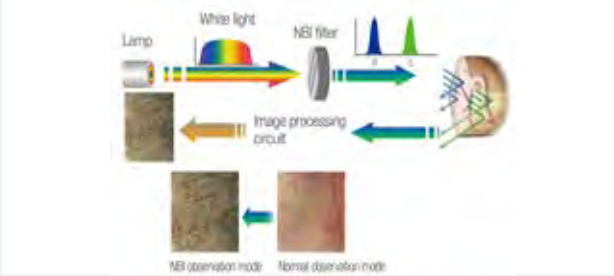 White light
NBI filter
Lamp
Image processing
circuit
NBI observation mode
Normal observation mode